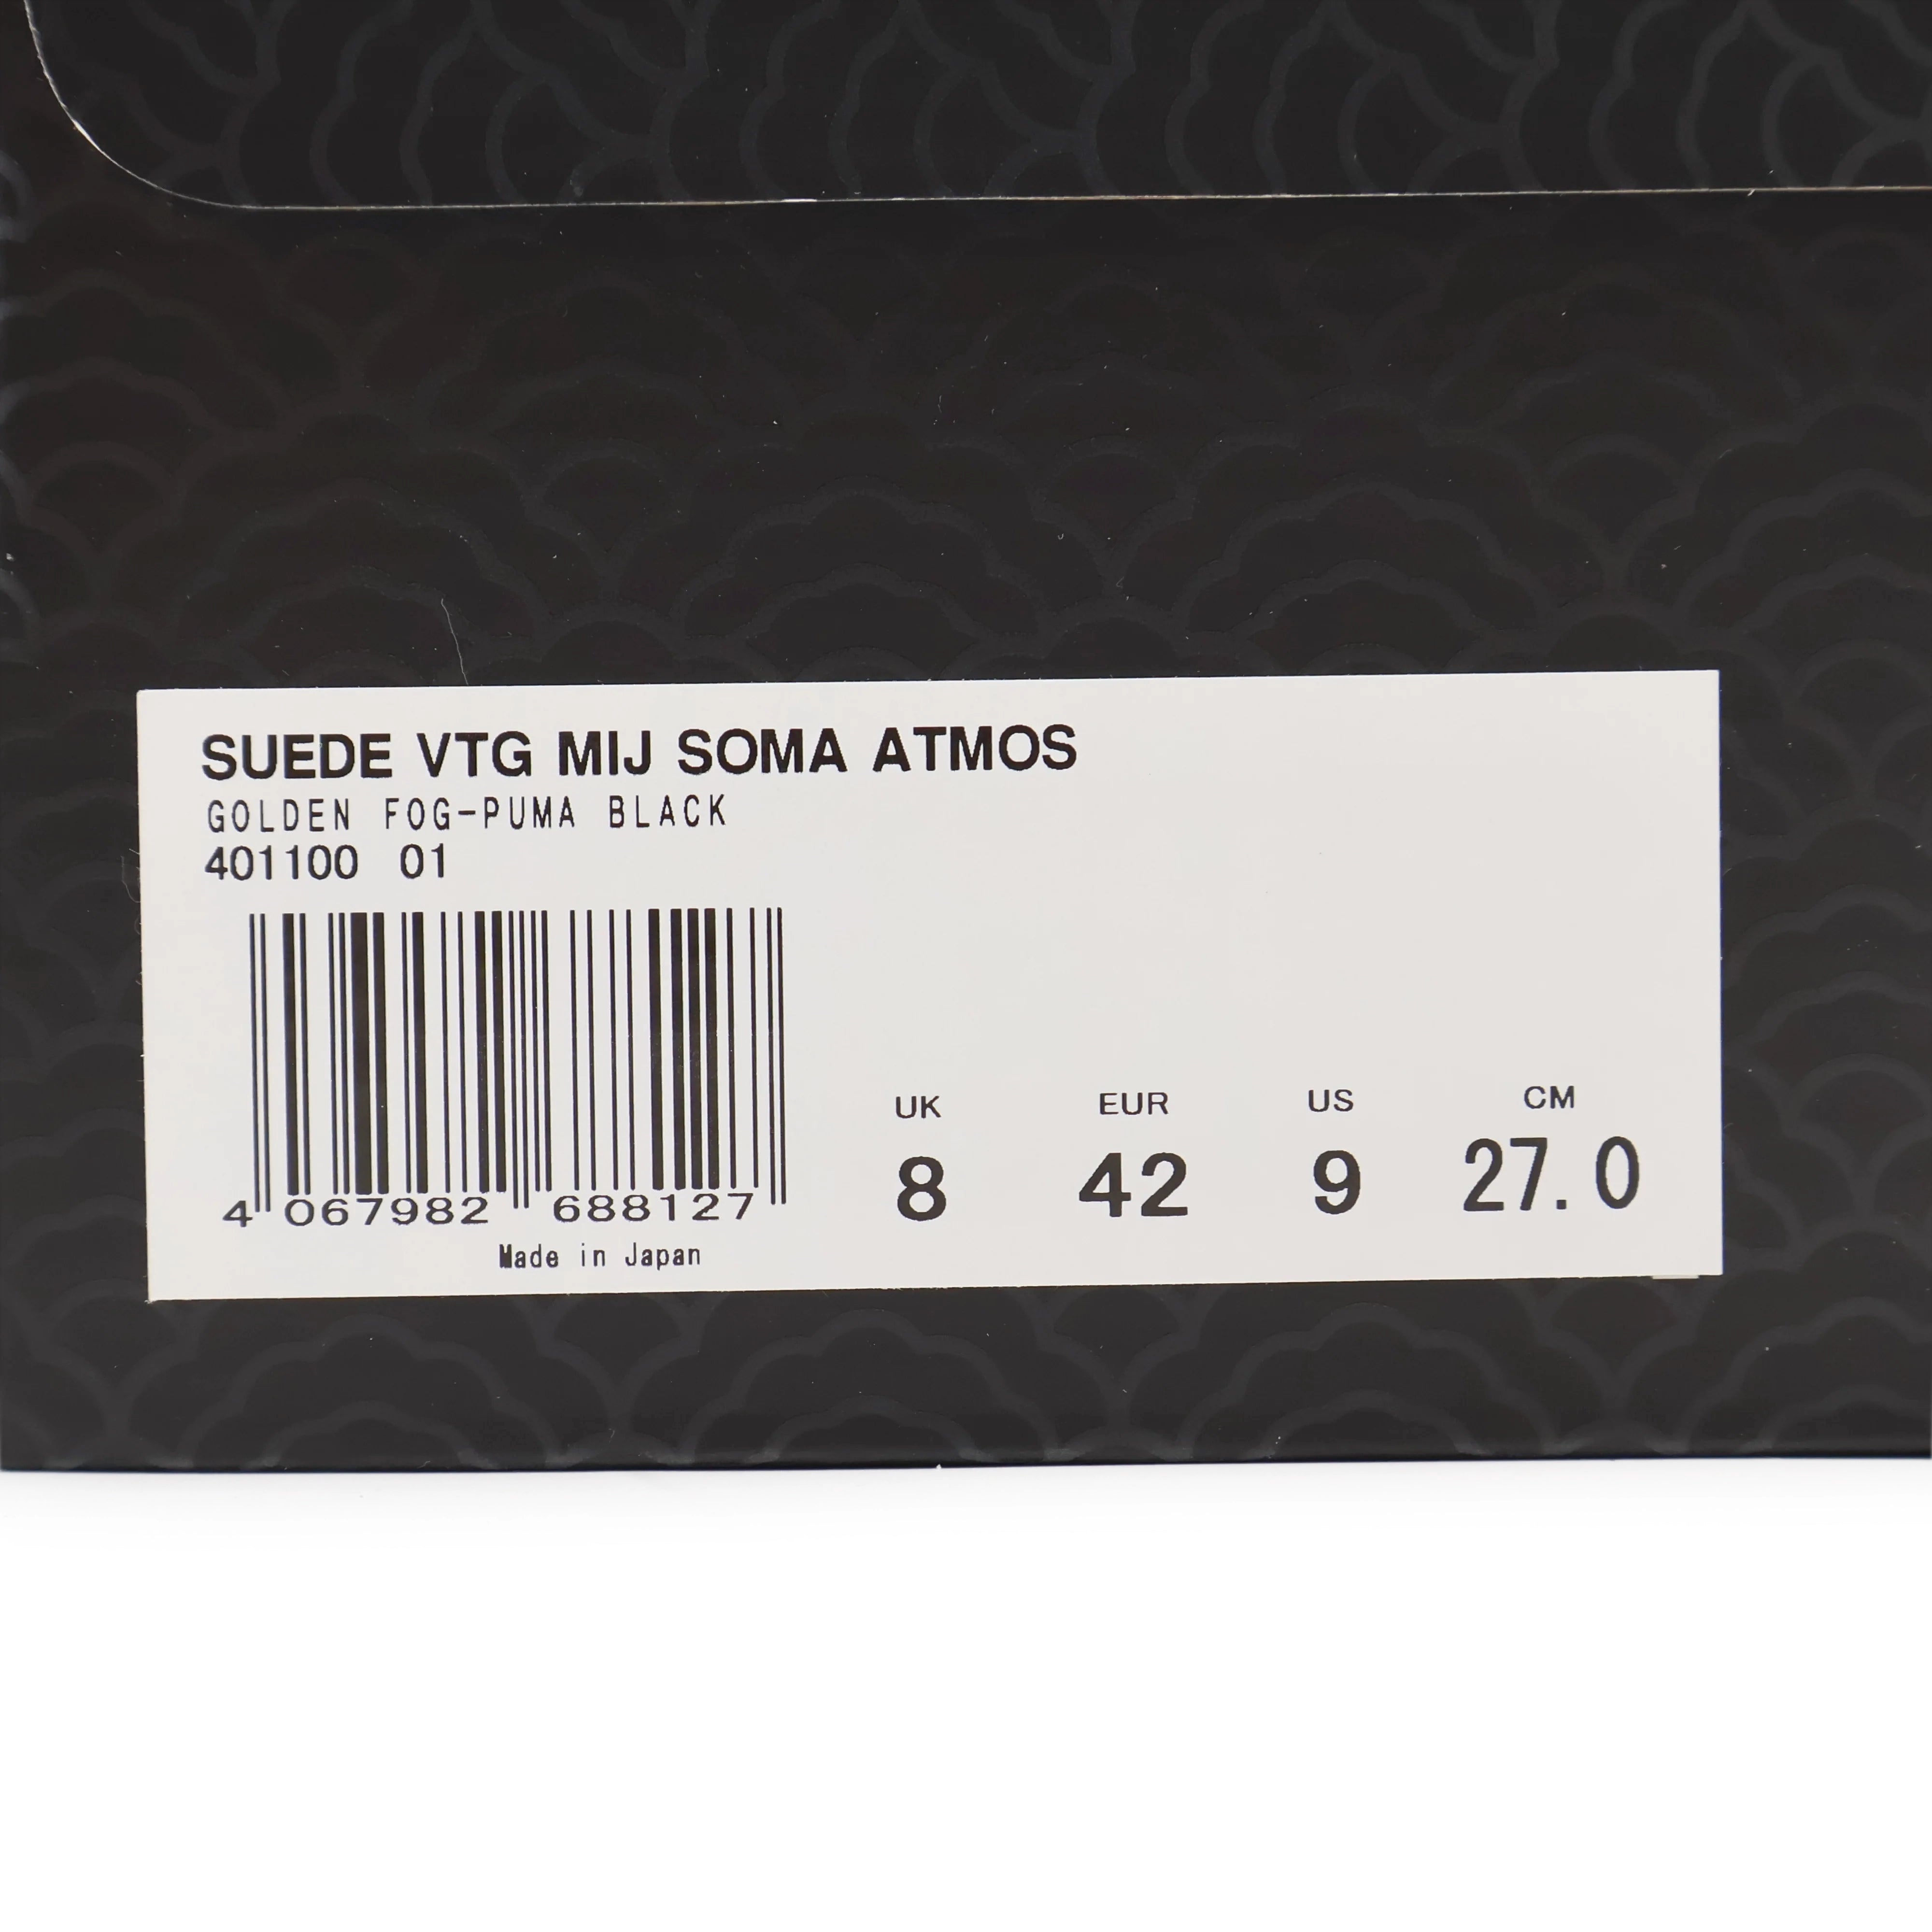 SUEDE VTG MIJ SOMA ATMOS
GOLDEN FOG-PUMA BLACK
401100 01
4 067982 688127
Made in Japan
UK EUR US CM
8 42 9 27.0